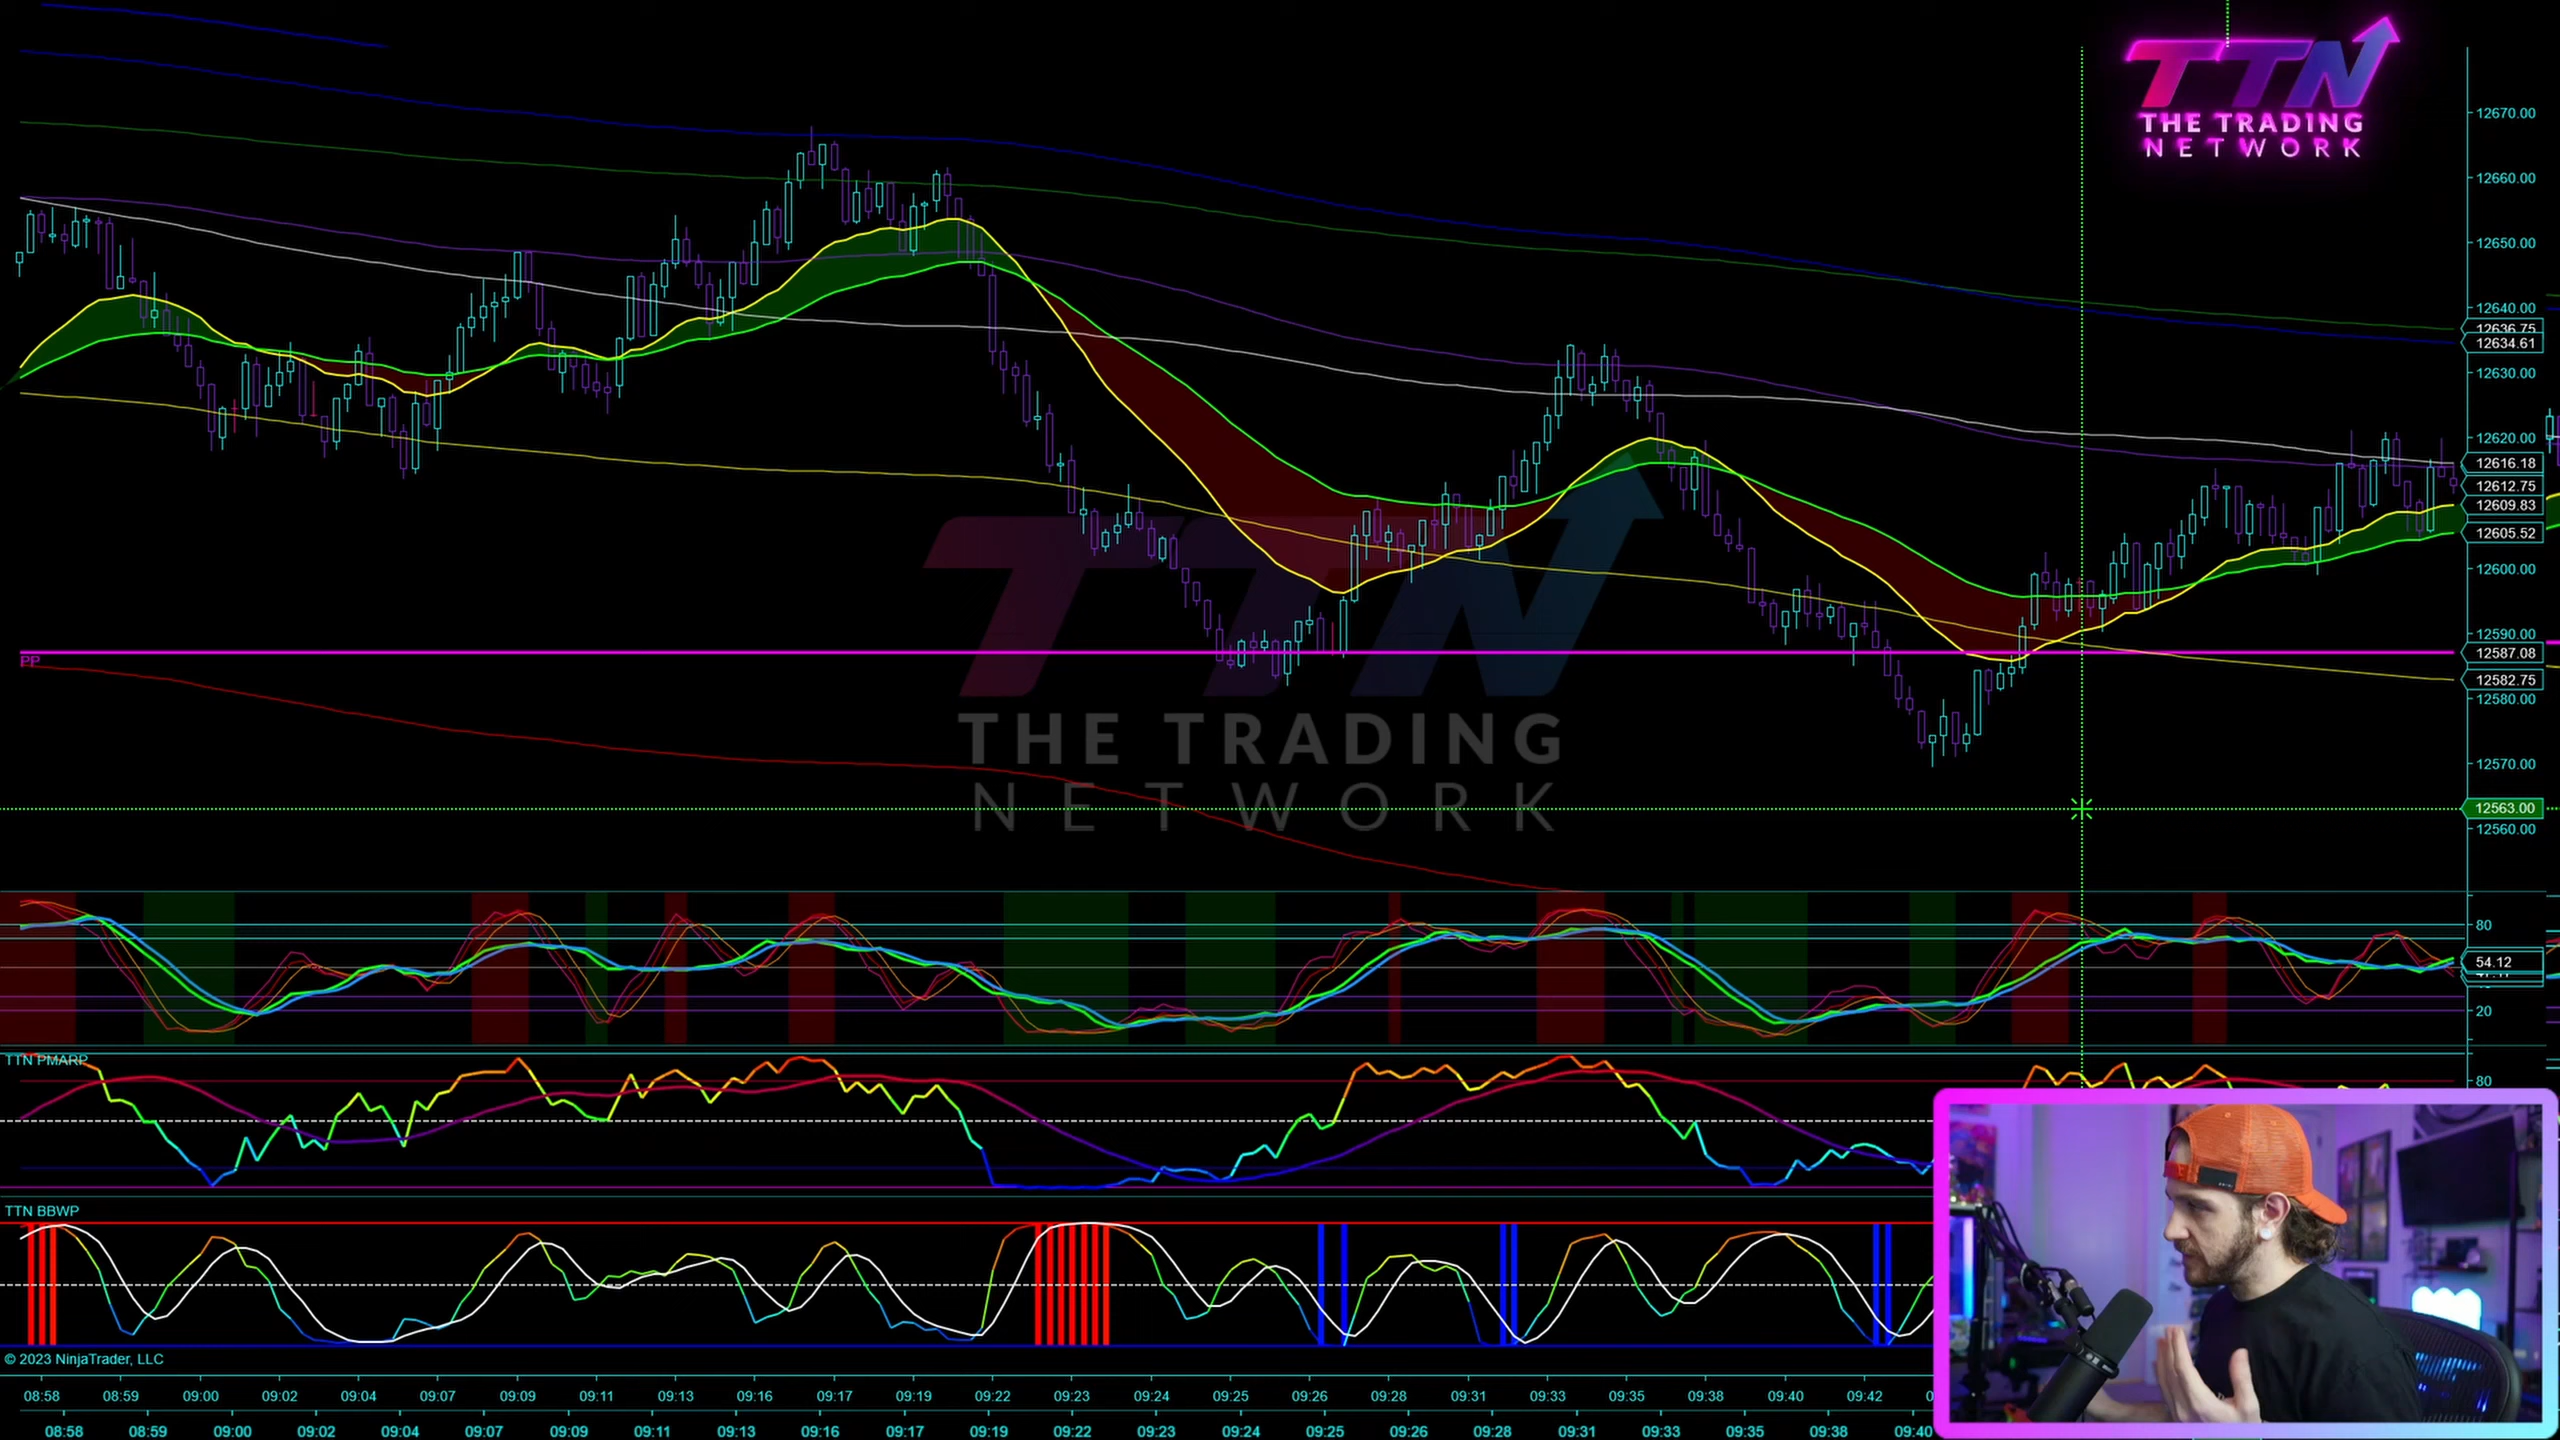 TTN
THE TRADING
NETWORK
12670.00
12660.00
12650.00
12640.00
12636.75
12634.61
12630.00
12620.00
12616.18
12612.75
12609.83
12605.52
12600.00
12590.00
PP
12587.08
12582.75
12580.00
12570.00
12563.00
12560.00
TTN
THE TRADING
NETWORK
80
54.12
20
TTN PMARP
80
TTN BBWP
© 2023 NinjaTrader, LLC
08:58 08:59 09:00 09:02 09:04 09:07 09:09 09:11 09:13 09:16 09:17 09:19 09:22 09:23 09:24 09:25 09:26 09:28 09:31 09:33 09:35 09:38 09:40 09:42
08:58 08:59 09:00 09:02 09:04 09:07 09:09 09:11 09:13 09:16 09:17 09:19 09:22 09:23 09:24 09:25 09:26 09:28 09:31 09:33 09:35 09:38 09:40